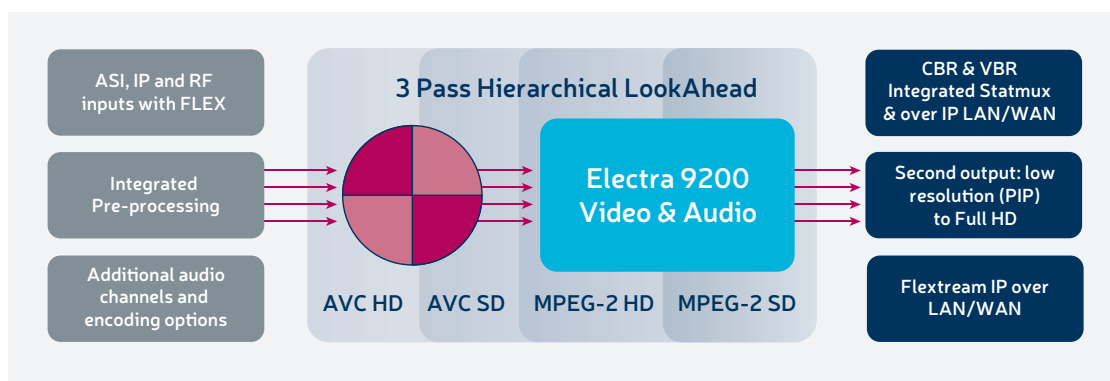 ASI, IP and RF
inputs with FLEX
Integrated
Pre-processing
Additional audio
channels and
encoding options
3 Pass Hierarchical LookAhead
Electra 9200
Video & Audio
AVC HD
AVC SD
MPEG-2 HD
MPEG-2 SD
CBR & VBR
Integrated Statmux
& over IP LAN/WAN
Second output: low
resolution (PIP)
to Full HD
Flextream IP over
LAN/WAN